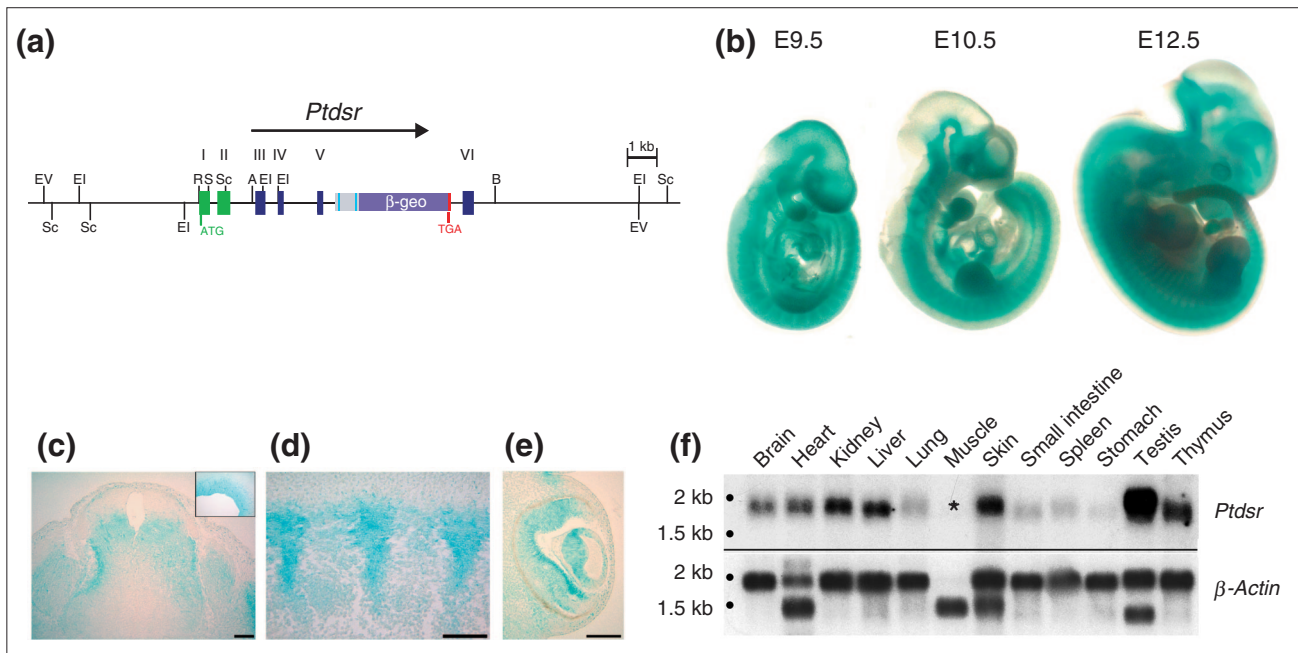 (a)
Ptdsr
1 kb
I II III IV V VI
EV EI R S Sc A EI EI B EI Sc
β-geo
Sc Sc EI ATG TGA EV
(b)
E9.5 E10.5 E12.5
(c)
(d)
(e)
(f)
Brain Heart Kidney Liver Lung Muscle Skin Small intestine Spleen Stomach Testis Thymus
2 kb
* Ptdsr
1.5 kb
2 kb
β-Actin
1.5 kb